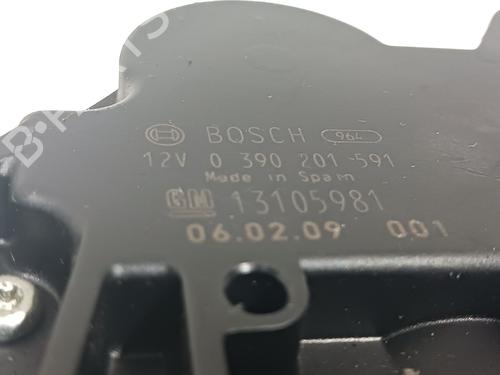 BOSCH 964
12V 0 390 201-591
Made in Spain
GM 13105981
06.02.09 001